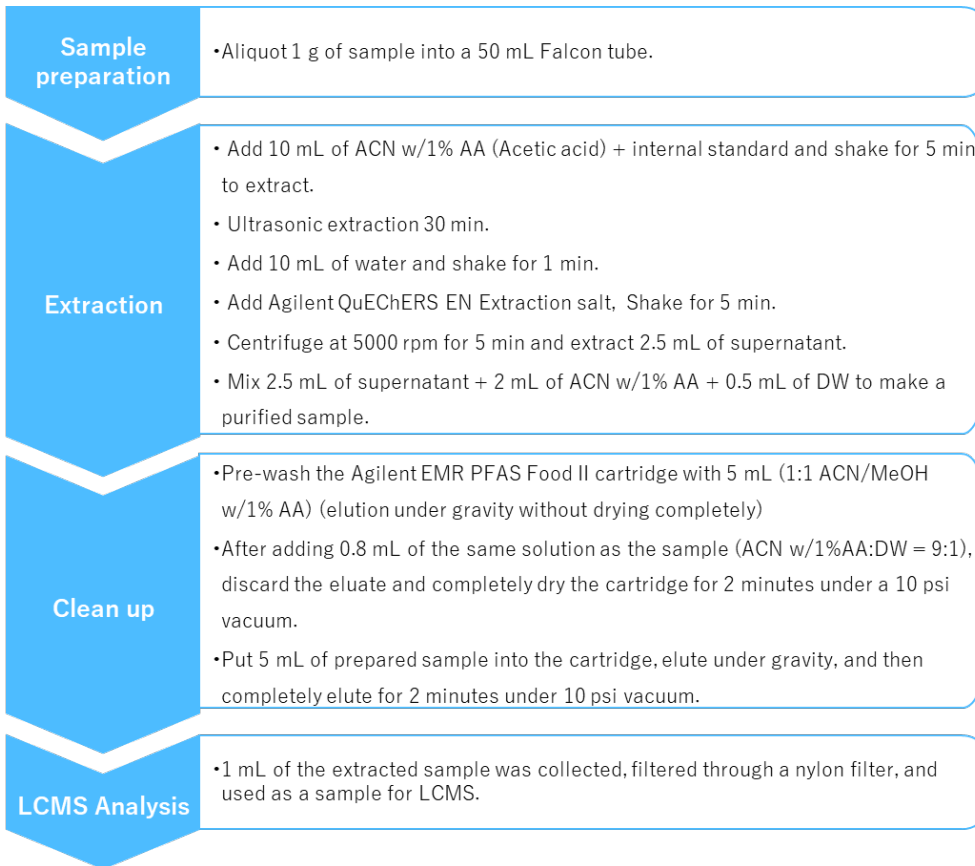 Sample
preparation
•Aliquot 1 g of sample into a 50 mL Falcon tube.
Extraction
• Add 10 mL of ACN w/1% AA (Acetic acid) + internal standard and shake for 5 min
to extract.
• Ultrasonic extraction 30 min.
• Add 10 mL of water and shake for 1 min.
• Add Agilent QuEChERS EN Extraction salt, Shake for 5 min.
• Centrifuge at 5000 rpm for 5 min and extract 2.5 mL of supernatant.
• Mix 2.5 mL of supernatant + 2 mL of ACN w/1% AA + 0.5 mL of DW to make a
purified sample.
Clean up
•Pre-wash the Agilent EMR PFAS Food II cartridge with 5 mL (1:1 ACN/MeOH
w/1% AA) (elution under gravity without drying completely)
•After adding 0.8 mL of the same solution as the sample (ACN w/1%AA:DW = 9:1),
discard the eluate and completely dry the cartridge for 2 minutes under a 10 psi
vacuum.
•Put 5 mL of prepared sample into the cartridge, elute under gravity, and then
completely elute for 2 minutes under 10 psi vacuum.
LCMS Analysis
•1 mL of the extracted sample was collected, filtered through a nylon filter, and
used as a sample for LCMS.